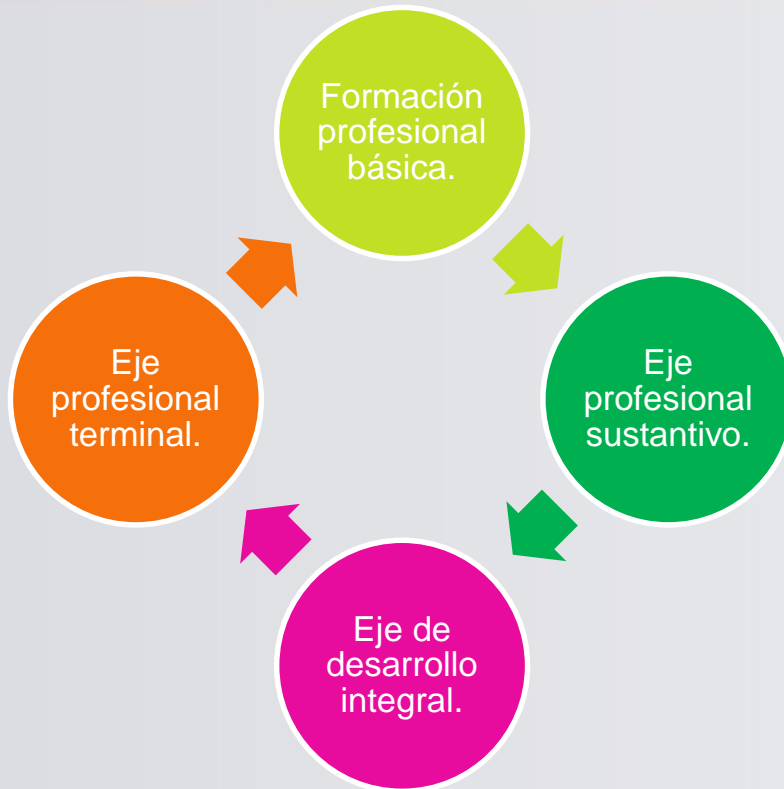 Formación
profesional
básica.
Eje
profesional
sustantivo.
Eje de
desarrollo
integral.
Eje
profesional
terminal.